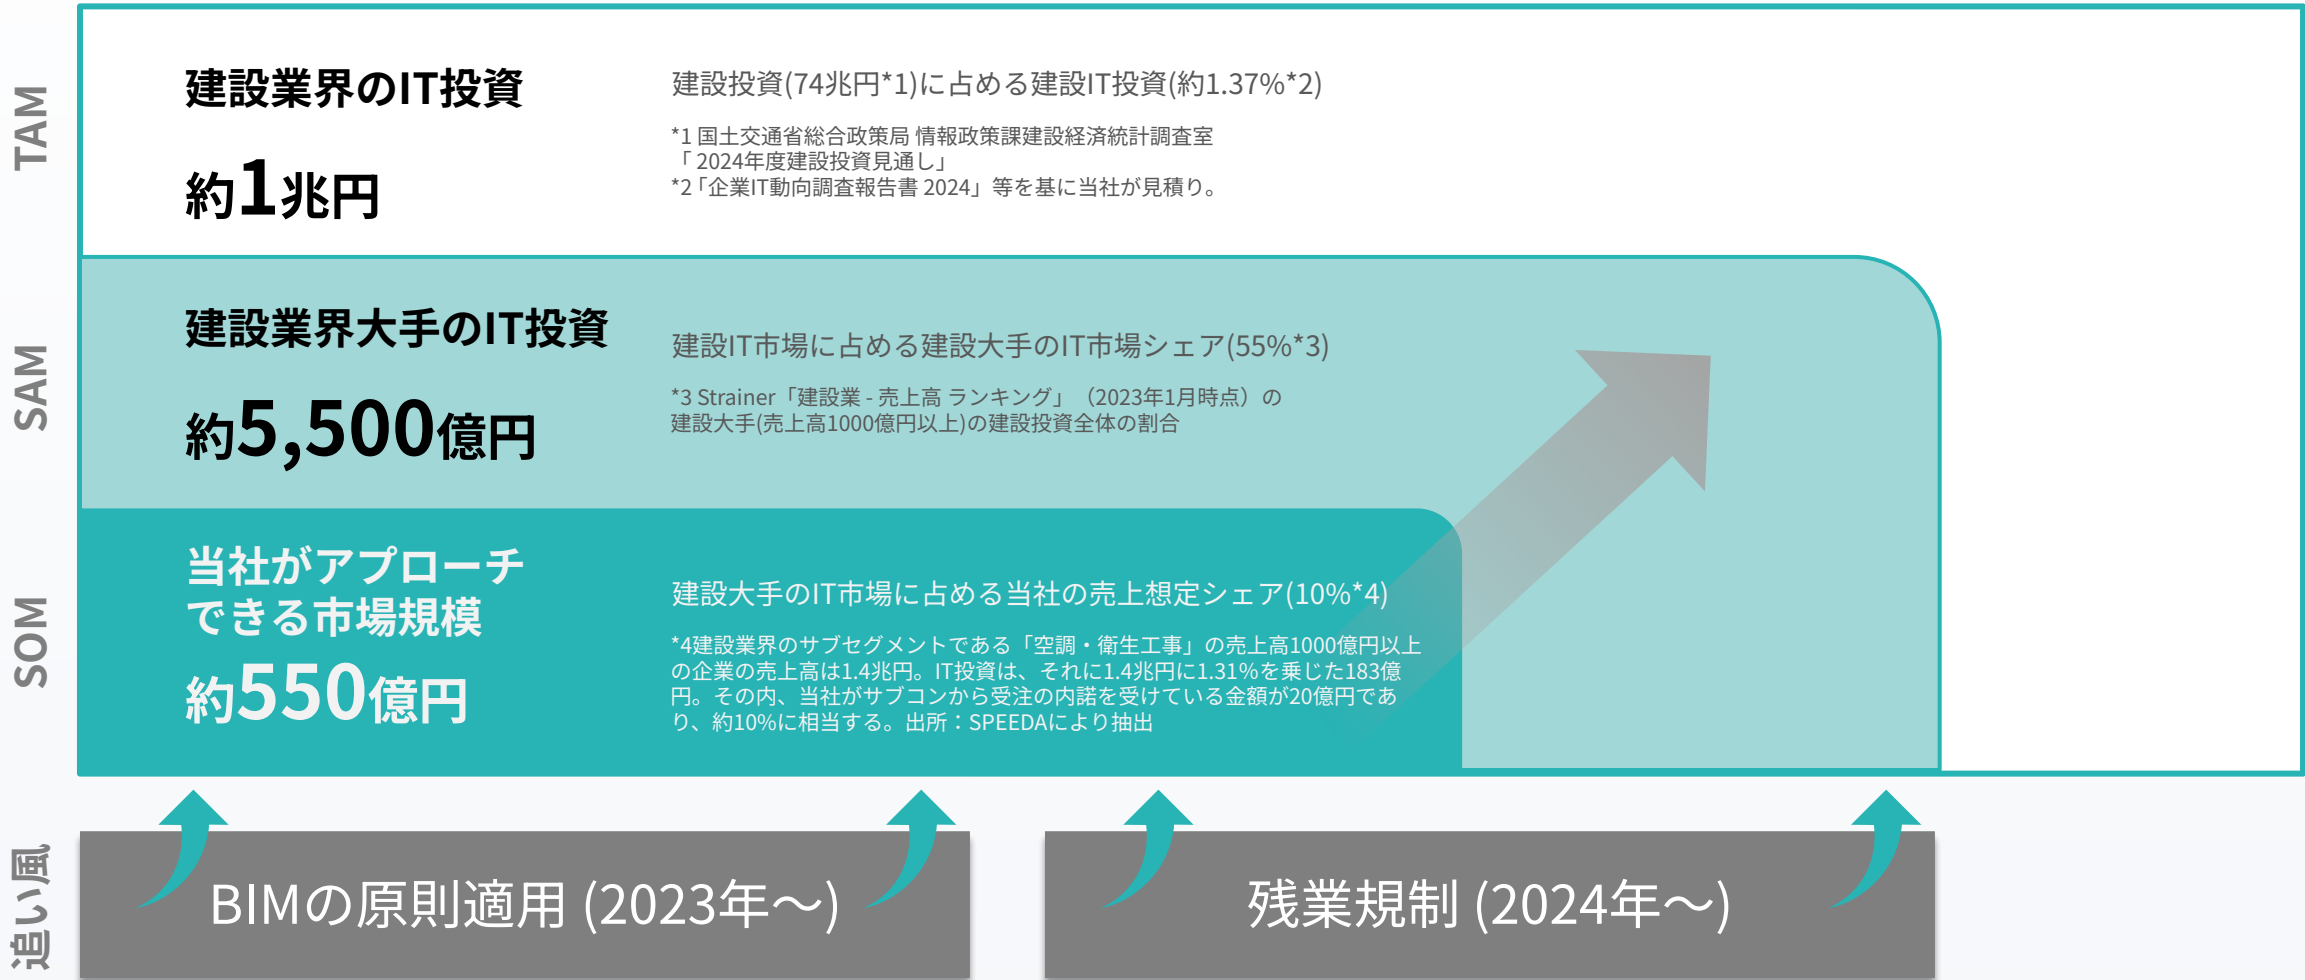 TAM
建設業界のIT投資
約1兆円
建設投資(74兆円*1)に占める建設IT投資(約1.37%*2)
*1 国土交通省総合政策局 情報政策課建設経済統計調査室
「 2024年度建設投資見通し」
*2 「企業IT動向調査報告書 2024」等を基に当社が見積り。
SAM
建設業界大手のIT投資
約5,500億円
建設IT市場に占める建設大手のIT市場シェア(55%*3)
*3 Strainer「建設業 - 売上高 ランキング」（2023年1月時点）の
建設大手(売上高1000億円以上)の建設投資全体の割合
SOM
当社がアプローチ
できる市場規模
約550億円
建設大手のIT市場に占める当社の売上想定シェア(10%*4)
*4建設業界のサブセグメントである「空調・衛生工事」の売上高1000億円以上
の企業の売上高は1.4兆円。IT投資は、それに1.4兆円に1.31%を乗じた183億
円。その内、当社がサブコンから受注の内諾を受けている金額が20億円であ
り、約10%に相当する。出所：SPEEDAにより抽出
追い風
BIMの原則適用 (2023年〜)
残業規制 (2024年〜)